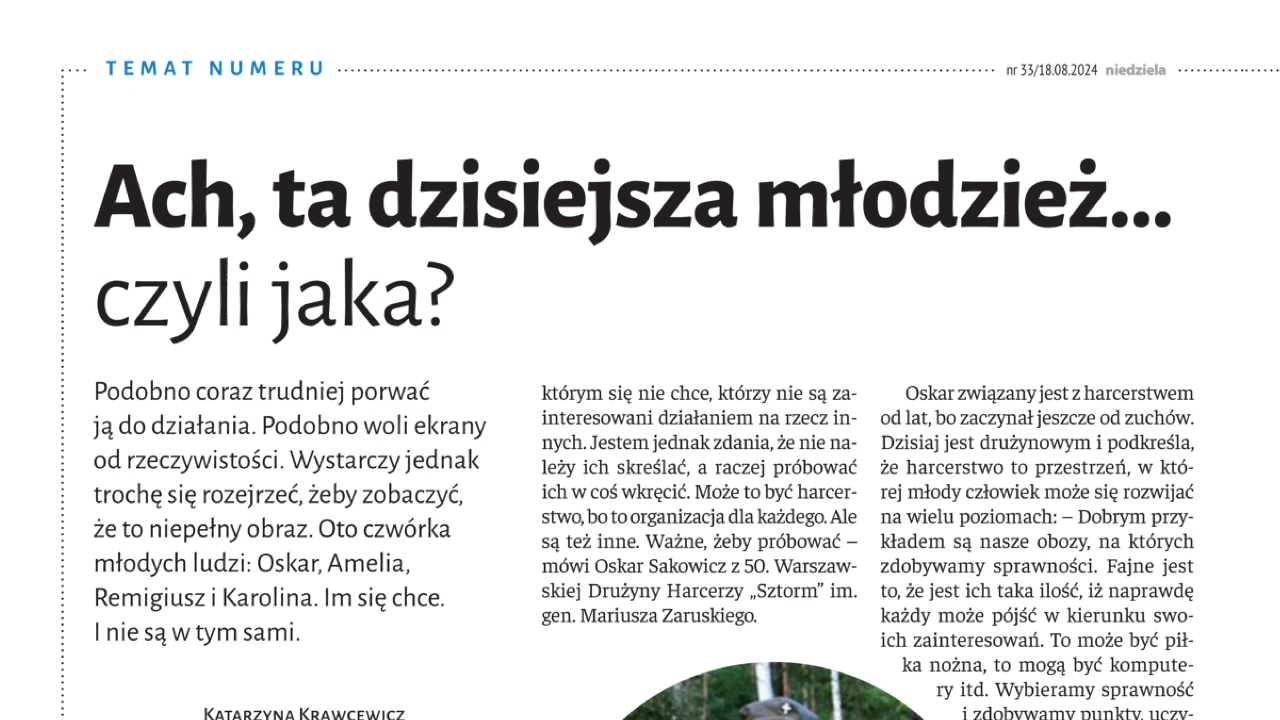 TEMAT NUMERU
nr 33/18.08.2024 niedziela
Ach, ta dzisiejsza młodzież...
czyli jaka?
Podobno coraz trudniej porwać
ją do działania. Podobno woli ekrany
od rzeczywistości. Wystarczy jednak
trochę się rozejrzeć, żeby zobaczyć,
że to niepełny obraz. Oto czwórka
młodych ludzi: Oskar, Amelia,
Remigiusz i Karolina. Im się chce.
I nie są w tym sami.
KATARZYNA KRAWCEWICZ
którym się nie chce, którzy nie są za-
interesowani działaniem na rzecz in-
nych. Jestem jednak zdania, że nie na-
leży ich skreślać, a raczej próbować
ich w coś wkręcić. Może to być harcer-
stwo, bo to organizacja dla każdego. Ale
są też inne. Ważne, żeby próbować –
mówi Oskar Sakowicz z 50. Warszaw-
skiej Drużyny Harcerzy „Sztorm” im.
gen. Mariusza Zaruskiego.
Oskar związany jest z harcerstwem
od lat, bo zaczynał jeszcze od zuchów.
Dzisiaj jest drużynowym i podkreśla,
że harcerstwo to przestrzeń, w któ-
rej młody człowiek może się rozwijać
na wielu poziomach: – Dobrym przy-
kładem są nasze obozy, na których
zdobywamy sprawności. Fajne jest
to, że jest ich taka ilość, iż naprawdę
każdy może pójść w kierunku swo-
ich zainteresowań. To może być pił-
ka nożna, to mogą być kompute-
ry itd. Wybieramy sprawność
i zdobywamy punkty, uczy-